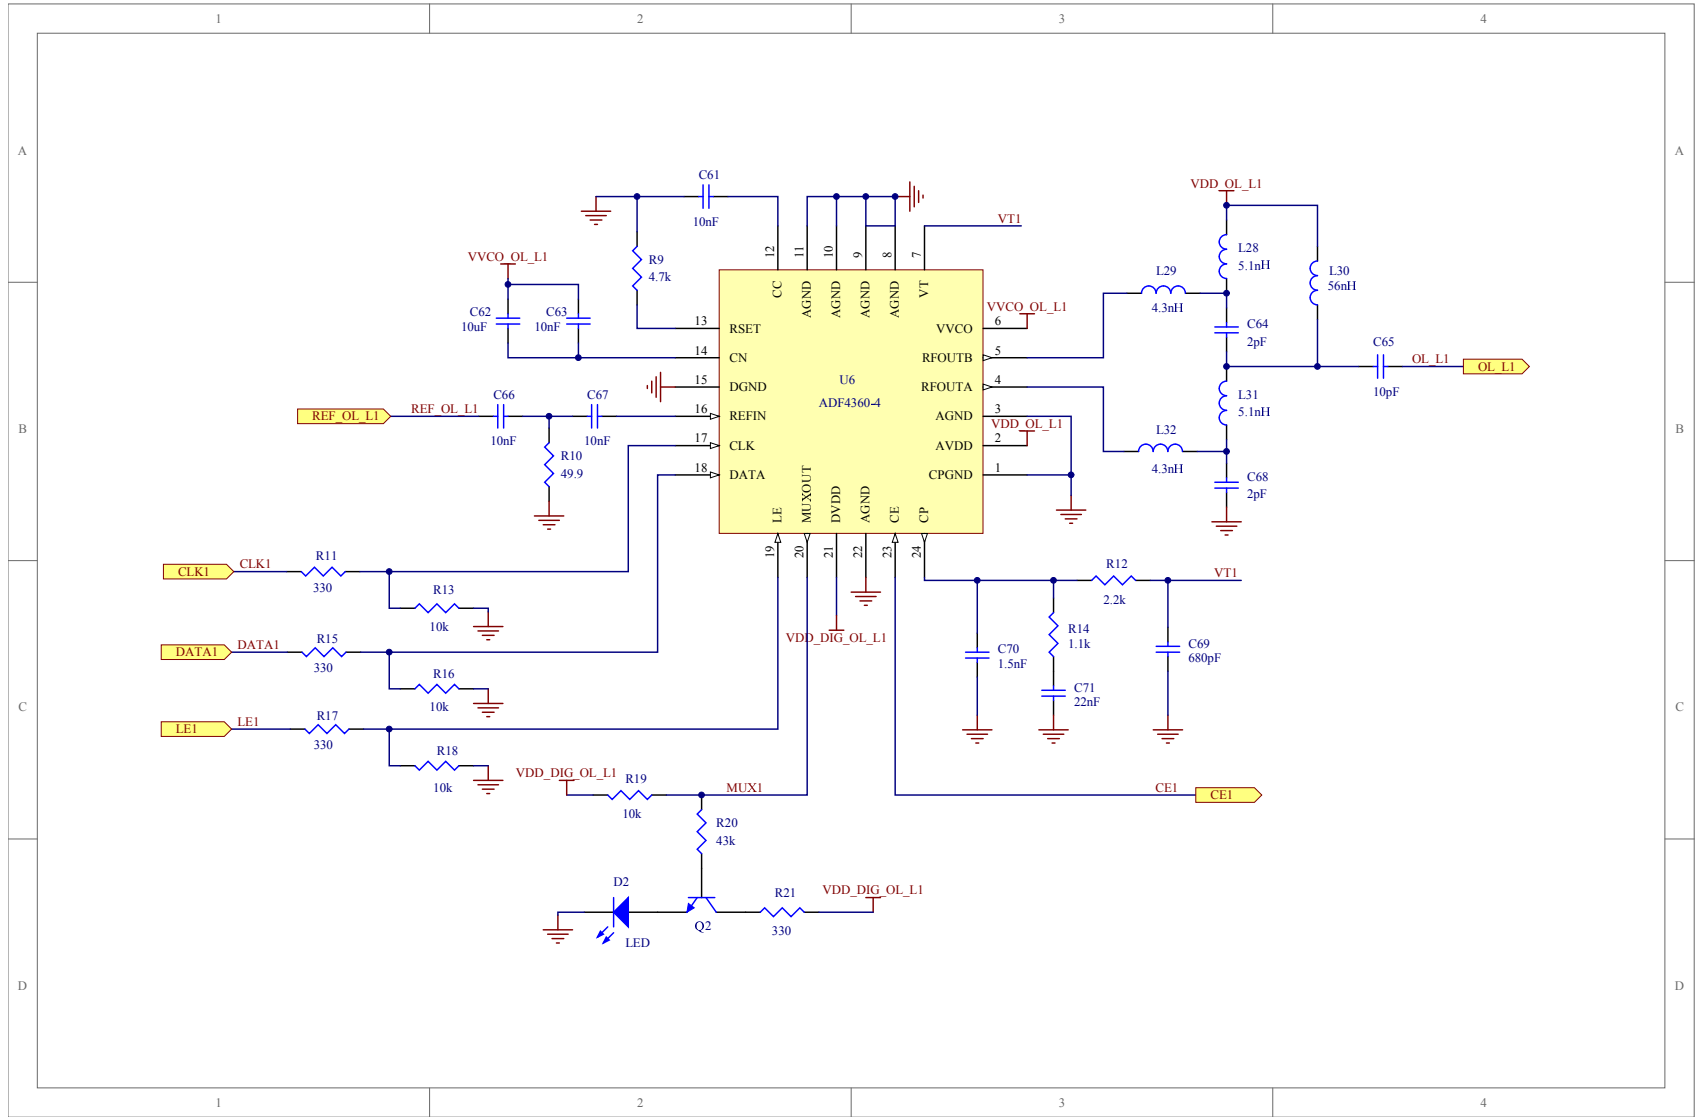 1 2 3 4
A A
C61
10nF
VDD_OL_L1
VT1
12 11 10 9 8 7
R9
4.7k
VVCO_OL_L1
CC AGND AGND AGND AGND VT
L28
5.1nH
L29
4.3nH
L30
56nH
C62
10uF
C63
10nF
13 RSET
VVCO 6
VVCO_OL_L1
C64
2pF
14 CN
RFOUTB 5
C65
10pF
OL_L1
OL_L1
15 DGND
U6
ADF4360-4
RFOUTA 4
L31
5.1nH
REF_OL_L1
REF_OL_L1
C66
10nF
C67
10nF
16 REFIN
AGND 3
VDD_OL_L1
B B
17 CLK
AVDD 2
L32
4.3nH
R10
49.9
18 DATA
CPGND 1
C68
2pF
LE MUXOUT DVDD AGND CE CP
19 20 21 22 23 24
CLK1
CLK1
R11
330
R13
10k
R12
2.2k
VT1
DATA1
DATA1
R15
330
VDD_DIG_OL_L1
R14
1.1k
C70
1.5nF
C69
680pF
R16
10k
C71
22nF
C C
LE1
LE1
R17
330
R18
10k
VDD_DIG_OL_L1
R19
10k
MUX1
CE1
CE1
R20
43k
D2
LED
Q2
R21
330
VDD_DIG_OL_L1
D D
1 2 3 4